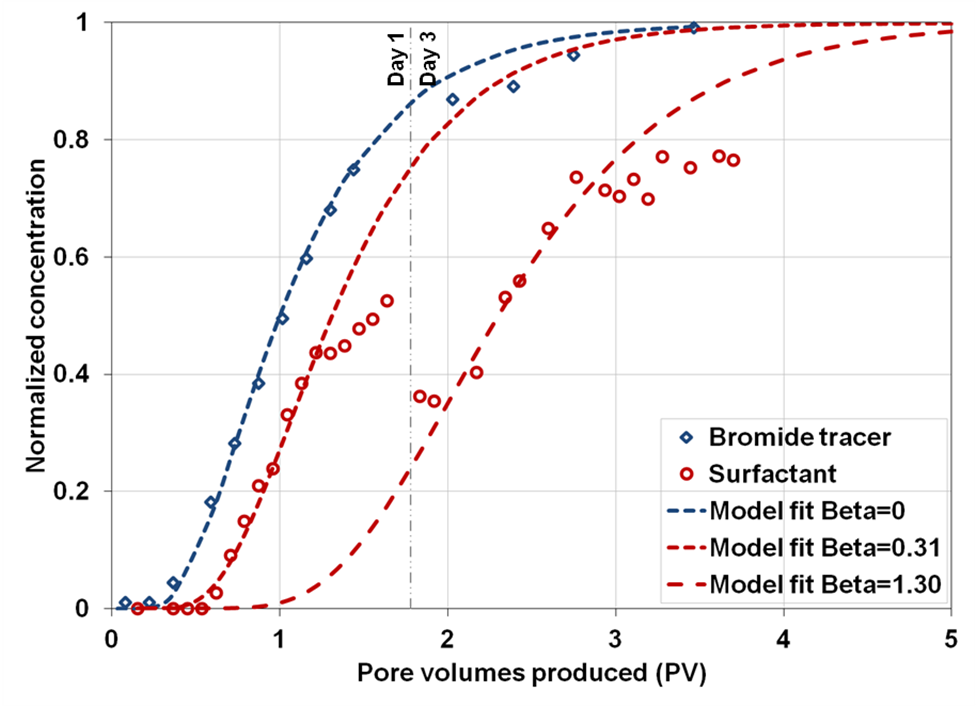 Normalized concentration
1
0.8
0.6
0.4
0.2
0
Day 1
Day 3
Bromide tracer
Surfactant
Model fit Beta=0
Model fit Beta=0.31
Model fit Beta=1.30
0 1 2 3 4 5
Pore volumes produced (PV)